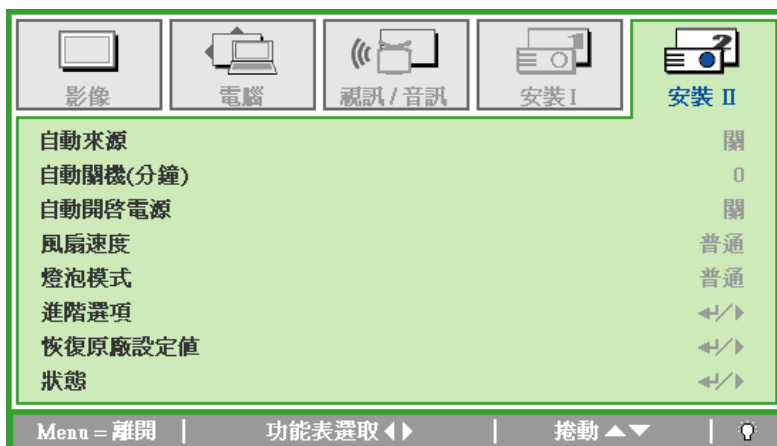 影像 電腦 視訊 / 音訊 安裝 I 安裝 II
自動來源 關
自動關機(分鐘) 0
自動開啓電源 關
風扇速度 普通
燈泡模式 普通
進階選項
恢復原廠設定值
狀態
Menu = 離開 功能表選取 捲動